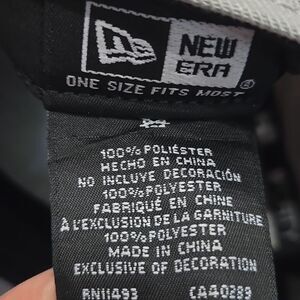 NEW
ERA®
ONE SIZE FITS MOST
100% POLIÉSTER
HECHO EN CHINA
NO INCLUYE DECORACIÓN
100% POLYESTER
FABRIQUÉ EN CHINE
À L'EXCLUSION DE LA GARNITURE
100% POLYESTER
MADE IN CHINA
EXCLUSIVE OF DECORATION
RN11493 CA40289